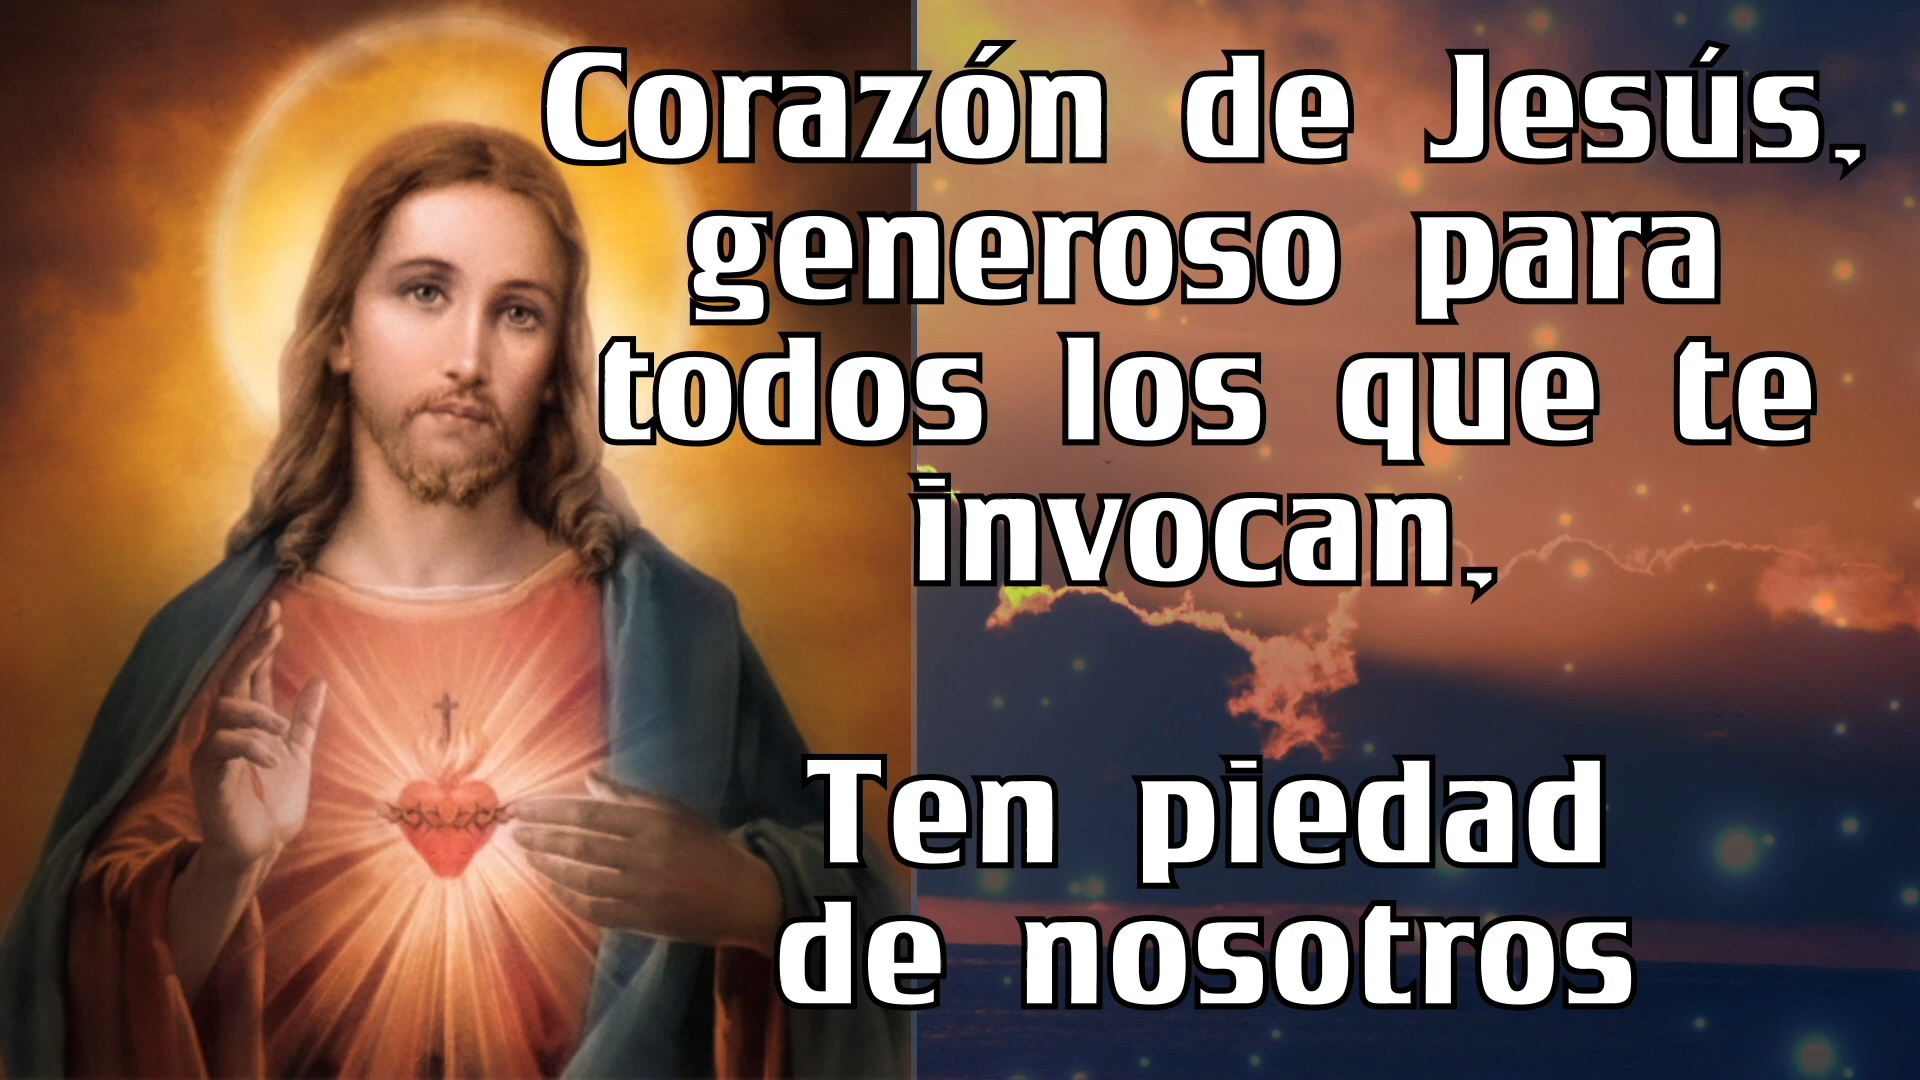 Corazón de Jesús,
generoso para
todos los que te
invocan,
Ten piedad
de nosotros